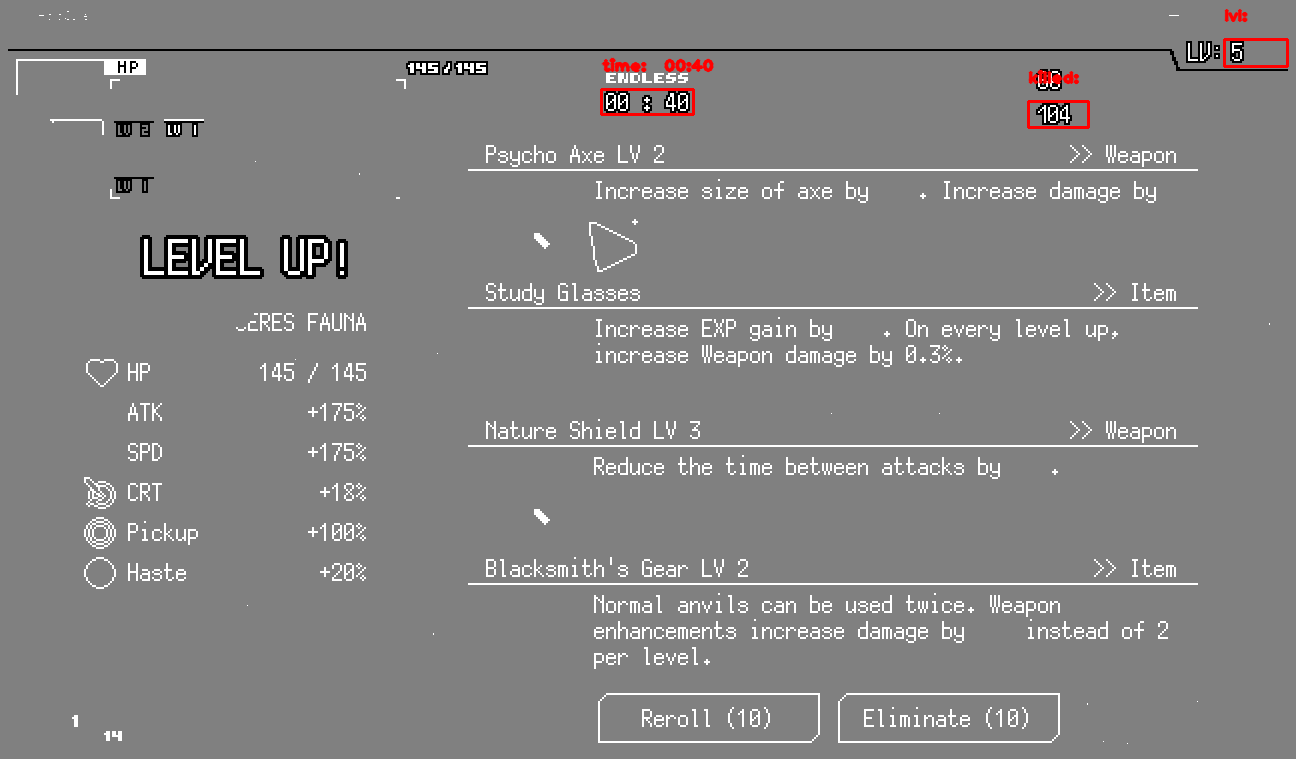 lvl:
LV: 5
HP
145/145
time: 00:40
ENDLESS
00 : 40
killed:
104
LV 2 LV 1
LV 1
LEVEL UP!
CERES FAUNA
HP 145 / 145
ATK +175%
SPD +175%
CRT +18%
Pickup +100%
Haste +20%
Psycho Axe LV 2 >> Weapon
Increase size of axe by . Increase damage by
Study Glasses >> Item
Increase EXP gain by . On every level up,
increase Weapon damage by 0.3%.
Nature Shield LV 3 >> Weapon
Reduce the time between attacks by .
Blacksmith's Gear LV 2 >> Item
Normal anvils can be used twice. Weapon
enhancements increase damage by instead of 2
per level.
Reroll (10) Eliminate (10)
1
14